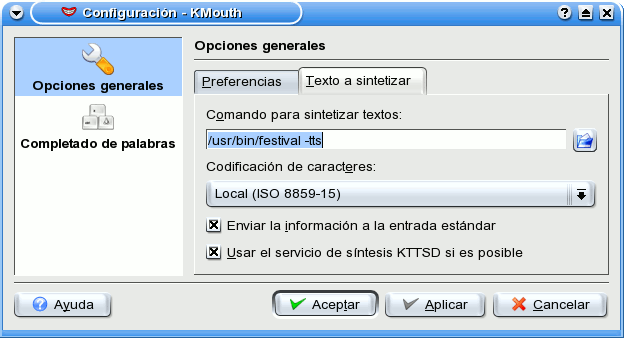 Configuración - KMouth
Opciones generales
Completado de palabras
Opciones generales
Preferencias
Texto a sintetizar
Comando para sintetizar textos:
/usr/bin/festival -tts
Codificación de caracteres:
Local (ISO 8859-15)
Enviar la información a la entrada estándar
Usar el servicio de síntesis KTTSD si es posible
Ayuda
Aceptar
Aplicar
Cancelar